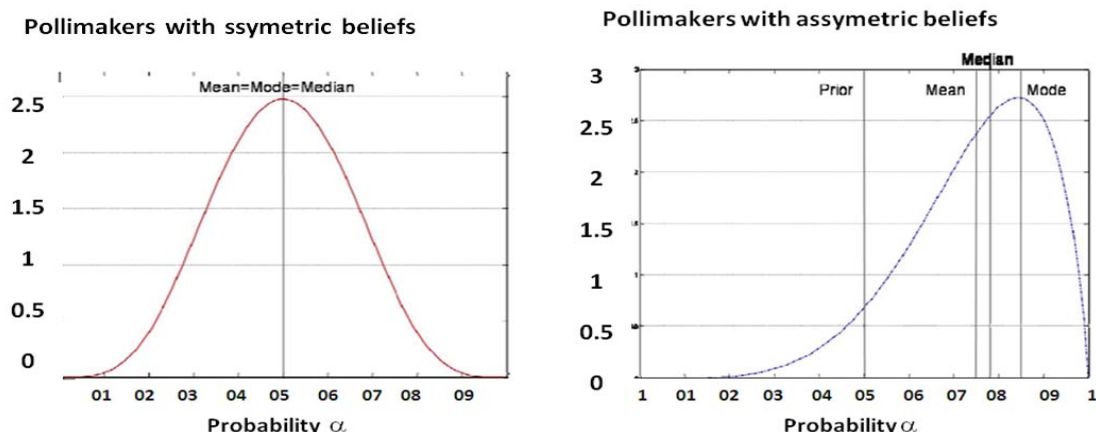 Pollimakers with ssymetric beliefs
Mean=Mode=Median
2.5
2
1.5
1
0.5
0
01 02 03 04 05 06 07 08 09
Probability α
Pollimakers with assymetric beliefs
Median
Prior Mean Mode
3
2.5
2
1.5
1
0.5
0
1 01 02 03 04 05 06 07 08 09 1
Probability α